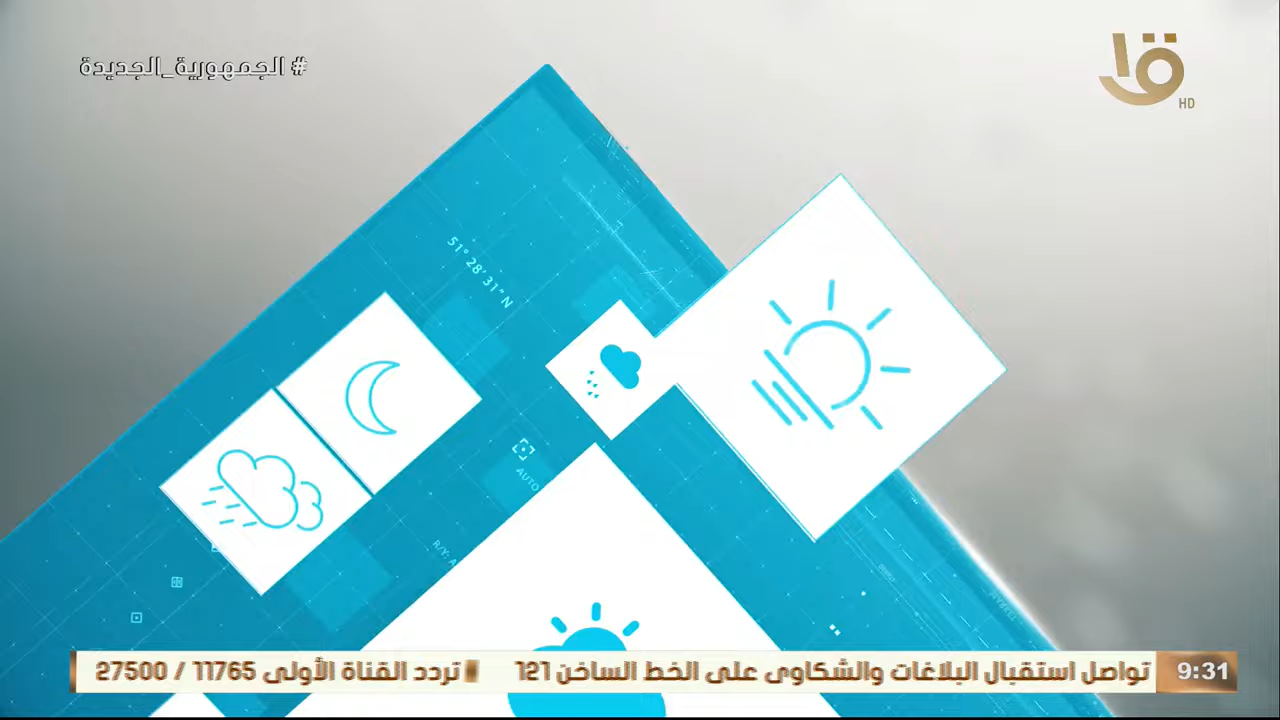 # الجمهورية_الجديدة
ق١
HD
51° 28' 31" N
AUTO
R/Y: A
تواصل استقبال البلاغات والشكاوى على الخط الساخن 121 تردد القناة الأولى 11765 / 27500
9:31